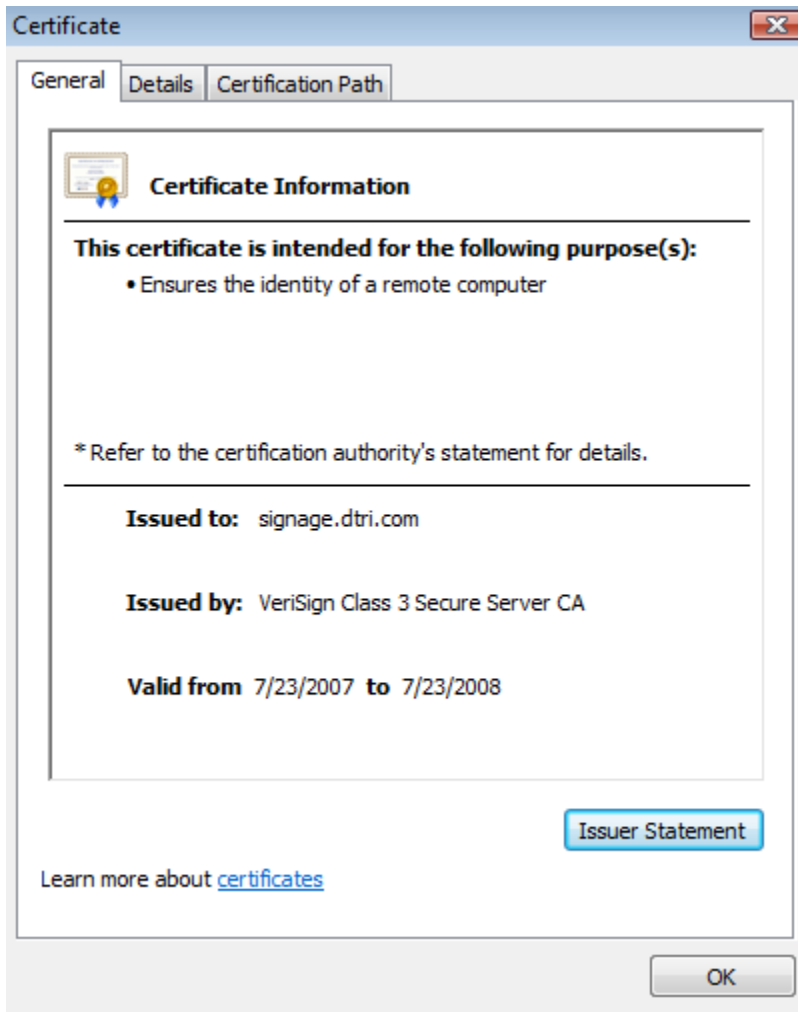 Certificate
General Details Certification Path
Certificate Information
This certificate is intended for the following purpose(s):
• Ensures the identity of a remote computer
* Refer to the certification authority's statement for details.
Issued to: signage.dtri.com
Issued by: VeriSign Class 3 Secure Server CA
Valid from 7/23/2007 to 7/23/2008
Issuer Statement
Learn more about certificates
OK